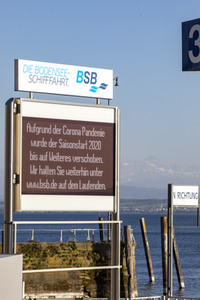 DIE BODENSEE-
SCHIFFFAHRT.
BSB
3
Aufgrund der Corona Pandemie
wurde der Saisonstart 2020
bis auf Weiteres verschoben.
Wir halten Sie weiterhin unter
www.bsb.de auf dem Laufenden.
N RICHTUNG